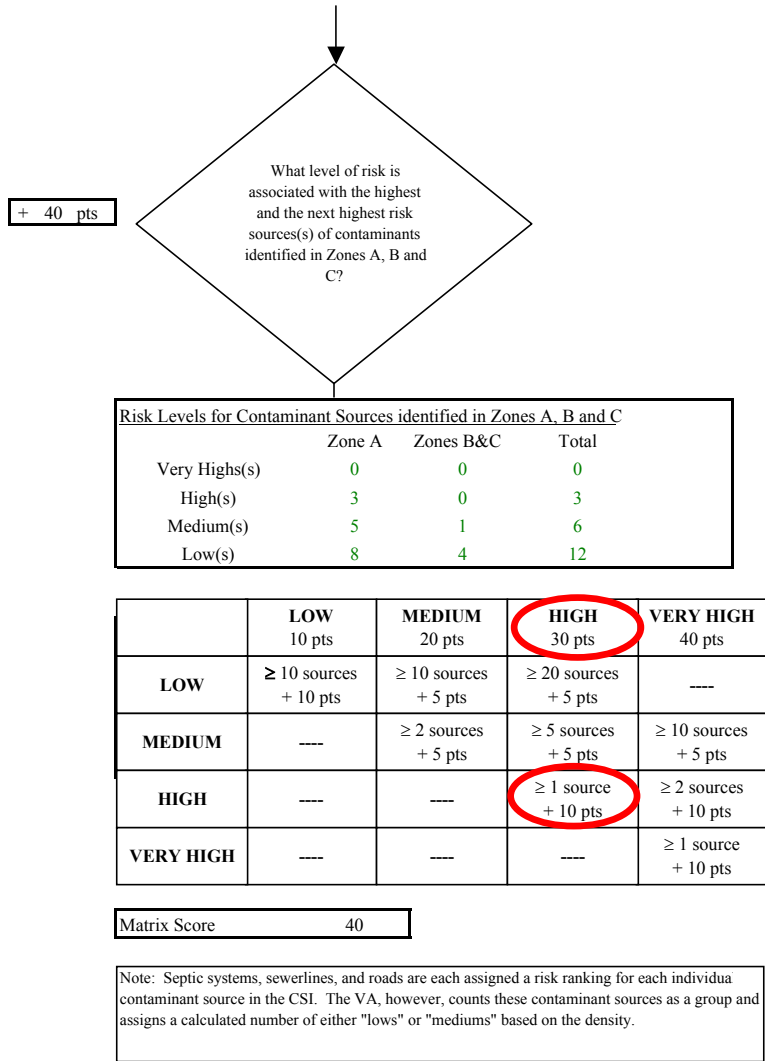 What level of risk is
associated with the highest
and the next highest risk
sources(s) of contaminants
identified in Zones A, B and
C?
+ 40 pts
Risk Levels for Contaminant Sources identified in Zones A, B and C
Zone A Zones B&C Total
Very Highs(s) 0 0 0
High(s) 3 0 3
Medium(s) 5 1 6
Low(s) 8 4 12
LOW MEDIUM HIGH VERY HIGH
10 pts 20 pts 30 pts 40 pts
LOW ≥ 10 sources ≥ 10 sources ≥ 20 sources ----
+ 10 pts + 5 pts + 5 pts
MEDIUM ---- ≥ 2 sources ≥ 5 sources ≥ 10 sources
+ 5 pts + 5 pts + 5 pts
HIGH ---- ---- ≥ 1 source ≥ 2 sources
+ 10 pts + 10 pts
VERY HIGH ---- ---- ---- ≥ 1 source
+ 10 pts
Matrix Score 40
Note: Septic systems, sewerlines, and roads are each assigned a risk ranking for each individua
contaminant source in the CSI. The VA, however, counts these contaminant sources as a group and
assigns a calculated number of either "lows" or "mediums" based on the density.